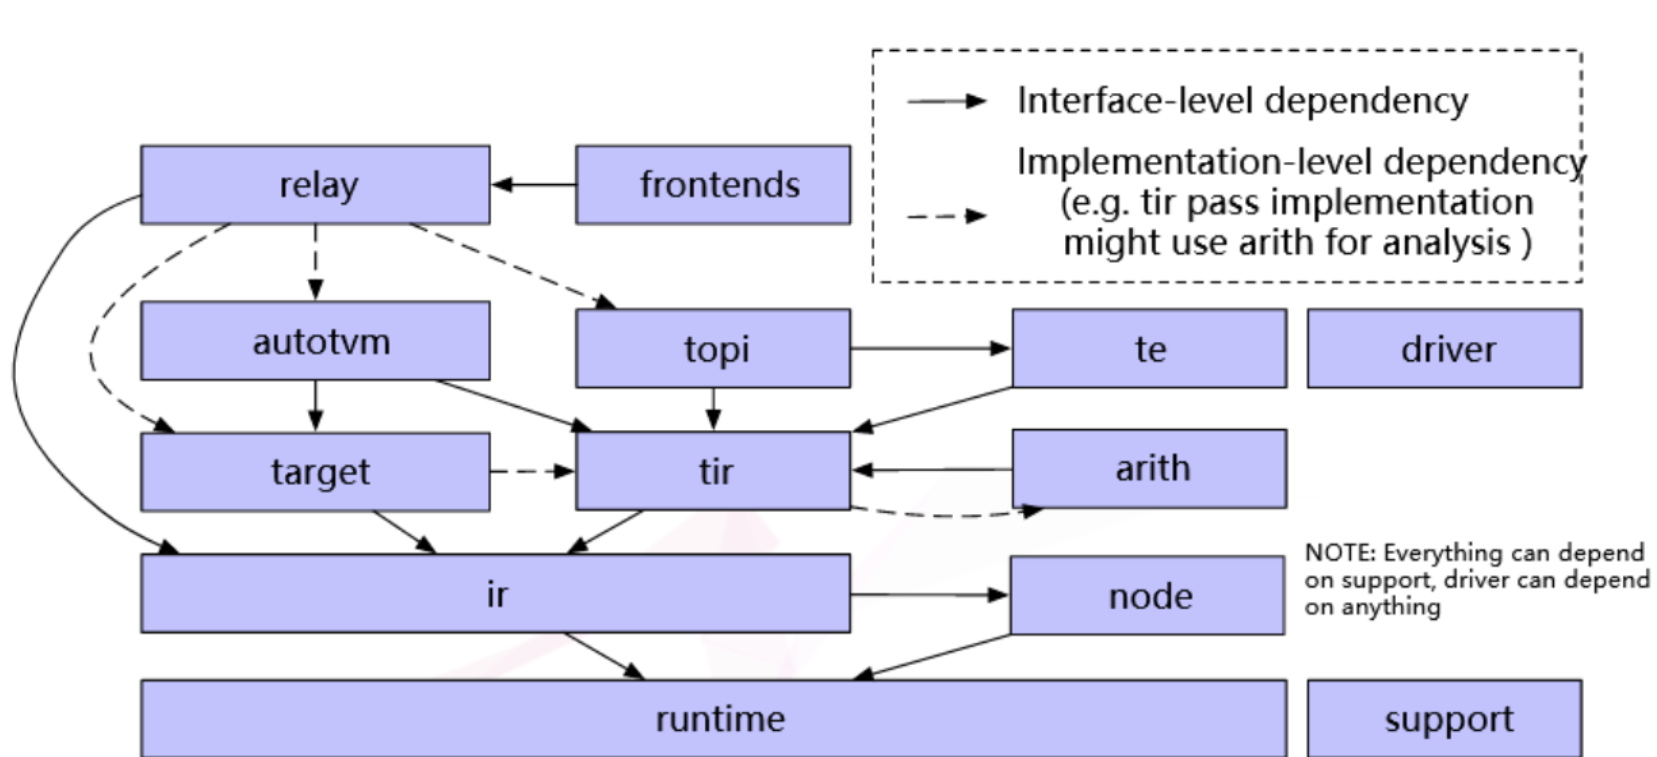 Interface-level dependency
Implementation-level dependency
(e.g. tir pass implementation
might use arith for analysis )
relay
frontends
autotvm
topi
te
driver
target
tir
arith
NOTE: Everything can depend
on support, driver can depend
on anything
ir
node
runtime
support